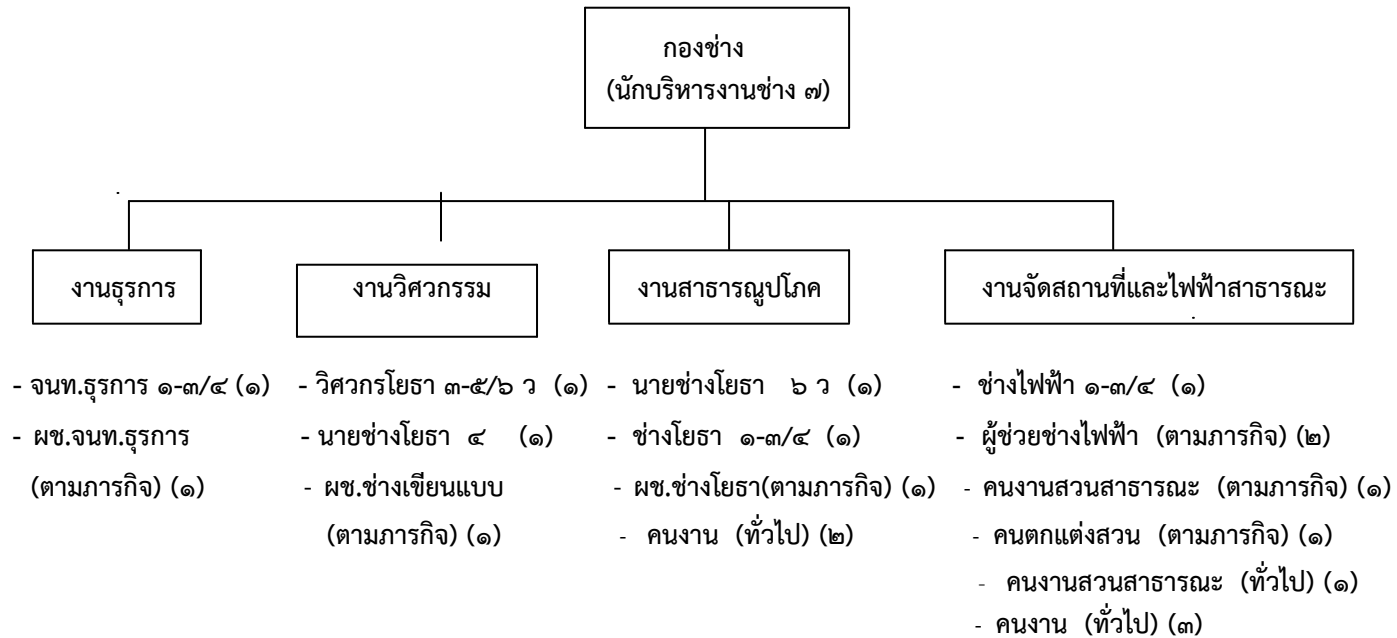 กองช่าง
(นักบริหารงานช่าง ๗)
งานธุรการ
- จนท.ธุรการ ๑-๓/๔ (๑)
- ผช.จนท.ธุรการ
(ตามภารกิจ) (๑)
งานวิศวกรรม
- วิศวกรโยธา ๓-๕/๖ ว (๑)
- นายช่างโยธา ๔ (๑)
- ผช.ช่างเขียนแบบ
(ตามภารกิจ) (๑)
งานสาธารณูปโภค
- นายช่างโยธา ๖ ว (๑)
- ช่างโยธา ๑-๓/๔ (๑)
- ผช.ช่างโยธา(ตามภารกิจ) (๑)
- คนงาน (ทั่วไป) (๒)
งานจัดสถานที่และไฟฟ้าสาธารณะ
- ช่างไฟฟ้า ๑-๓/๔ (๑)
- ผู้ช่วยช่างไฟฟ้า (ตามภารกิจ) (๒)
- คนงานสวนสาธารณะ (ตามภารกิจ) (๑)
- คนตกแต่งสวน (ตามภารกิจ) (๑)
- คนงานสวนสาธารณะ (ทั่วไป) (๑)
- คนงาน (ทั่วไป) (๓)